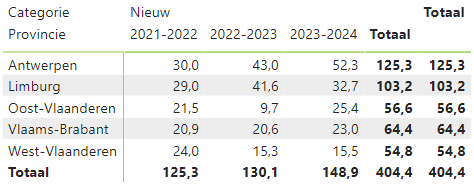 Categorie Nieuw Totaal
Provincie 2021-2022 2022-2023 2023-2024 Totaal
Antwerpen 30,0 43,0 52,3 125,3 125,3
Limburg 29,0 41,6 32,7 103,2 103,2
Oost-Vlaanderen 21,5 9,7 25,4 56,6 56,6
Vlaams-Brabant 20,9 20,6 23,0 64,4 64,4
West-Vlaanderen 24,0 15,3 15,5 54,8 54,8
Totaal 125,3 130,1 148,9 404,4 404,4